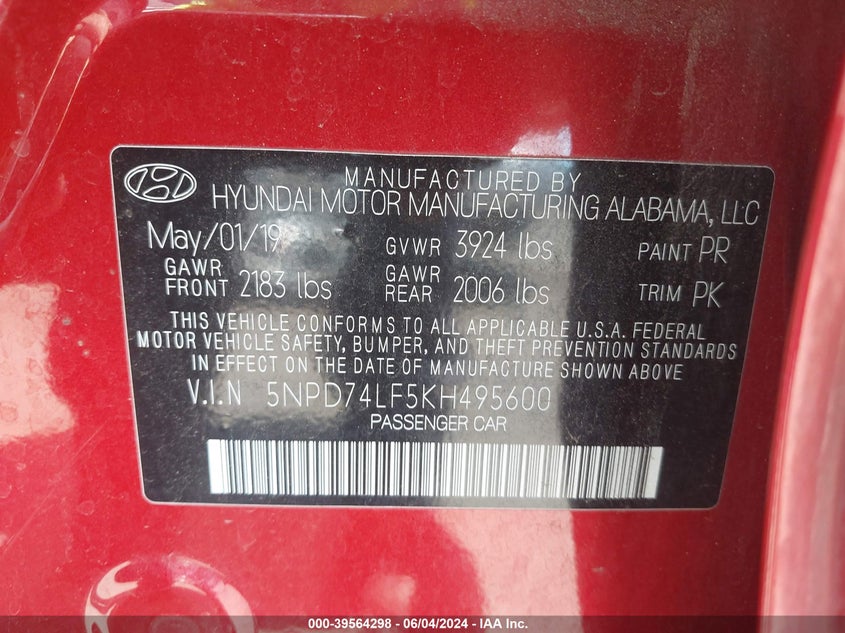 MANUFACTURED BY
HYUNDAI MOTOR MANUFACTURING ALABAMA, LLC
May/01/19 GVWR 3924 lbs PAINT PR
GAWR FRONT 2183 lbs GAWR REAR 2006 lbs TRIM PK
THIS VEHICLE CONFORMS TO ALL APPLICABLE U.S.A. FEDERAL
MOTOR VEHICLE SAFETY, BUMPER, AND THEFT PREVENTION STANDARDS
IN EFFECT ON THE DATE OF MANUFACTURE SHOWN ABOVE
V.I.N 5NPD74LF5KH495600
PASSENGER CAR
000-39564298 - 06/04/2024 - IAA Inc.